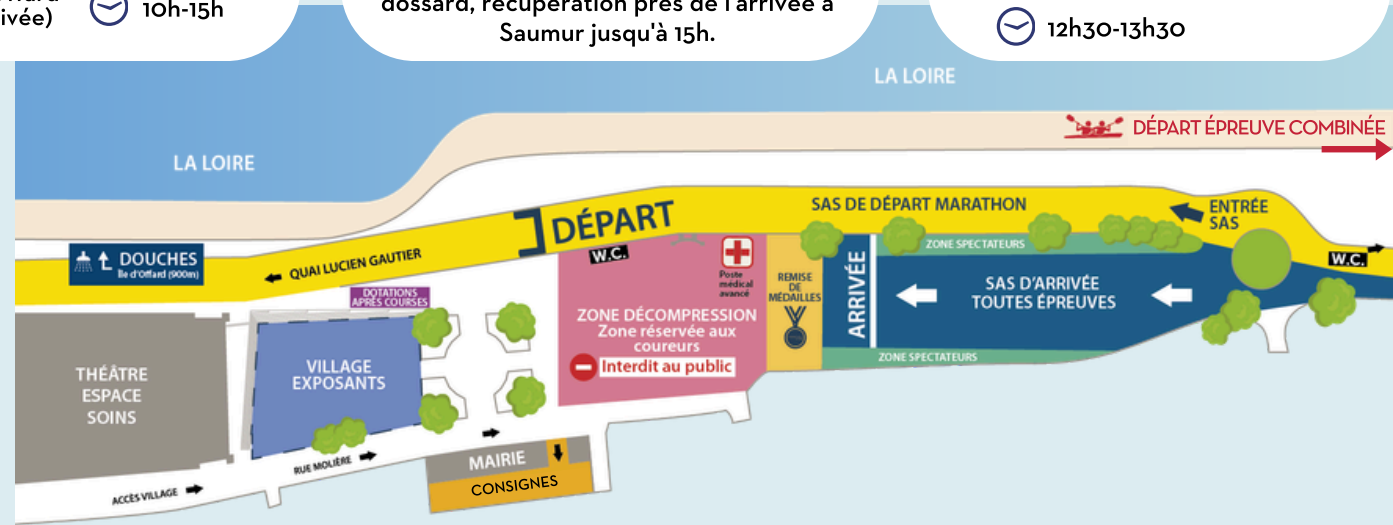 ivée)
10h-15h
dossard, récupération près de l'arrivée à
Saumur jusqu'à 15h.
12h30-13h30
LA LOIRE
DÉPART ÉPREUVE COMBINÉE
LA LOIRE
SAS DE DÉPART MARATHON
ENTRÉE
SAS
DÉPART
W.C.
ZONE SPECTATEURS
W.C.
DOUCHES
Île d'Offard (900m)
QUAI LUCIEN GAUTIER
DOTATIONS
APRÈS COURSES
Poste
médical
avancé
REMISE
DE
MÉDAILLES
ARRIVÉE
SAS D'ARRIVÉE
TOUTES ÉPREUVES
ZONE DÉCOMPRESSION
Zone réservée aux
coureurs
Interdit au public
ZONE SPECTATEURS
THÉÂTRE
ESPACE
SOINS
VILLAGE
EXPOSANTS
RUE MOLIÈRE
MAIRIE
CONSIGNES
ACCÈS VILLAGE